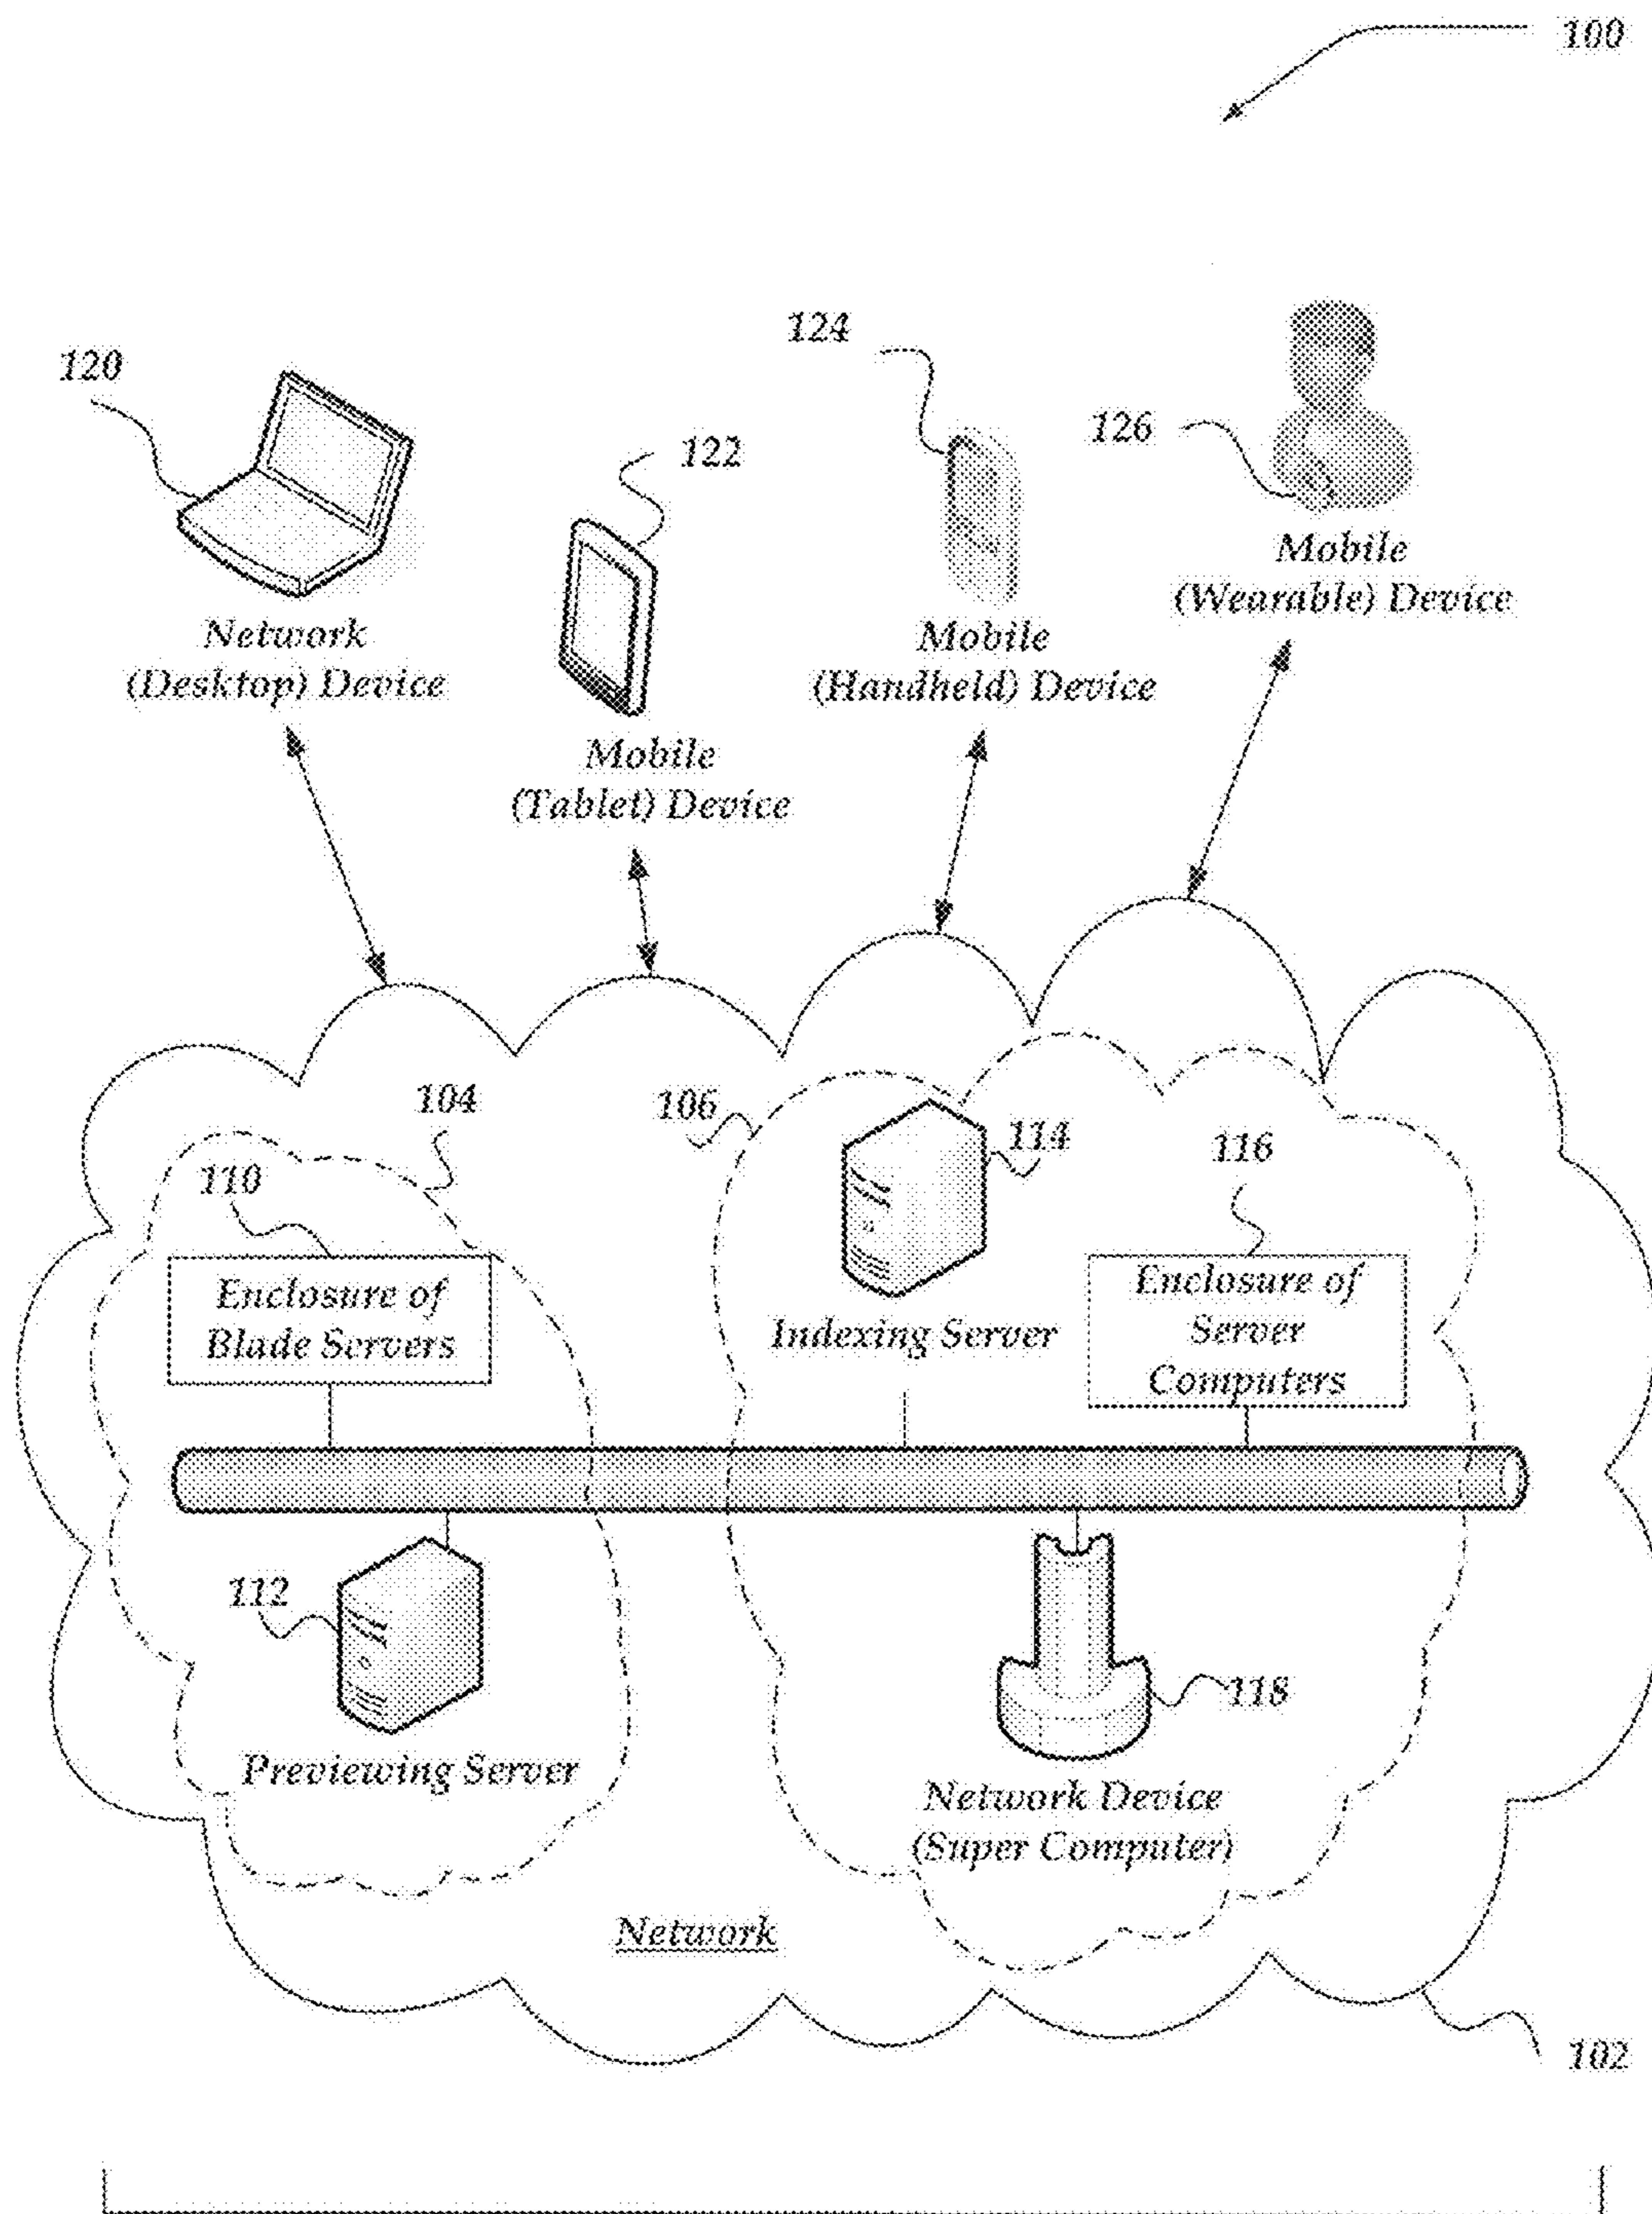 100
124
120
126
122
Mobile
(Wearable) Device
Network
(Desktop) Device
Mobile
(Handheld) Device
Mobile
(Tablet) Device
104
106
114
116
110
Enclosure of
Blade Servers
Indexing Server
Enclosure of
Server
Computers
112
118
Previewing Server
Network Device
(Super Computer)
Network
102